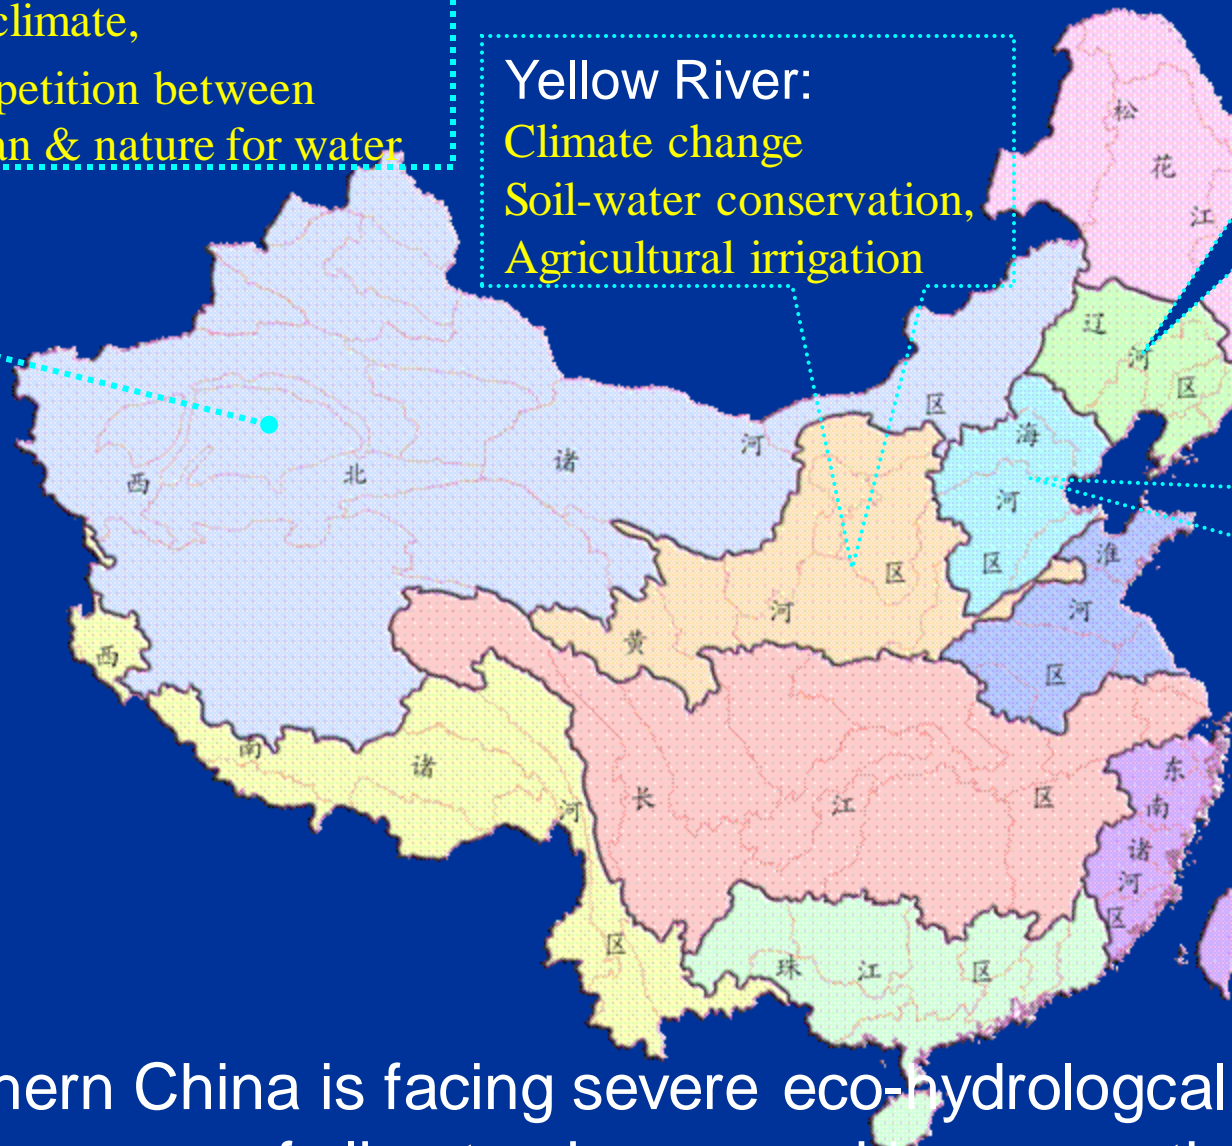 climate,
petition between
an & nature for water
Yellow River:
Climate change
Soil-water conservation,
Agricultural irrigation
松花江
辽河区
海河区
西北诸河区
黄河区
淮河区
西南诸河区
长江区
东南诸河区
珠江区
hern China is facing severe eco-hydrologcal